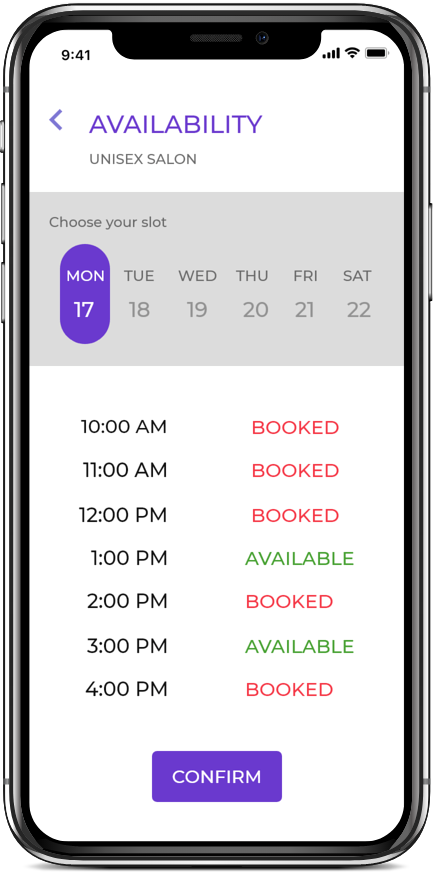 9:41
AVAILABILITY
UNISEX SALON
Choose your slot
MON TUE WED THU FRI SAT
17 18 19 20 21 22
10:00 AM BOOKED
11:00 AM BOOKED
12:00 PM BOOKED
1:00 PM AVAILABLE
2:00 PM BOOKED
3:00 PM AVAILABLE
4:00 PM BOOKED
CONFIRM